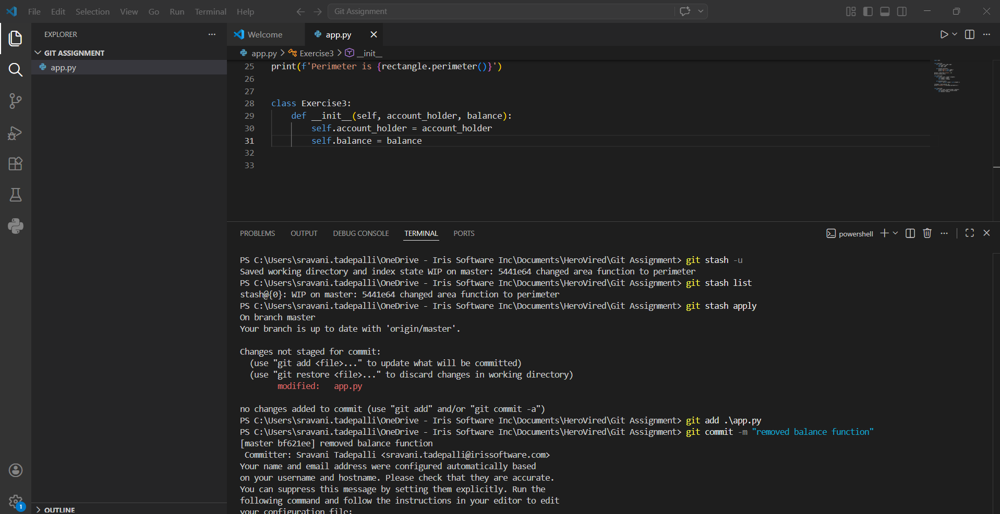 File Edit Selection View Go Run Terminal Help
Git Assignment
EXPLORER
GIT ASSIGNMENT
app.py
Welcome
app.py
app.py > Exercise3 > __init__
25 print(f'Perimeter is {rectangle.perimeter()}')
26
27
28 class Exercise3:
29 def __init__(self, account_holder, balance):
30 self.account_holder = account_holder
31 self.balance = balance
32
33
PROBLEMS OUTPUT DEBUG CONSOLE TERMINAL PORTS
powershell
PS C:\Users\sravani.tadepalli\OneDrive - Iris Software Inc\Documents\HeroVired\Git Assignment> git stash -u
Saved working directory and index state WIP on master: 5441e64 changed area function to perimeter
PS C:\Users\sravani.tadepalli\OneDrive - Iris Software Inc\Documents\HeroVired\Git Assignment> git stash list
stash@{0}: WIP on master: 5441e64 changed area function to perimeter
PS C:\Users\sravani.tadepalli\OneDrive - Iris Software Inc\Documents\HeroVired\Git Assignment> git stash apply
On branch master
Your branch is up to date with 'origin/master'.
Changes not staged for commit:
(use "git add <file>..." to update what will be committed)
(use "git restore <file>..." to discard changes in working directory)
modified: app.py
no changes added to commit (use "git add" and/or "git commit -a")
PS C:\Users\sravani.tadepalli\OneDrive - Iris Software Inc\Documents\HeroVired\Git Assignment> git add .\app.py
PS C:\Users\sravani.tadepalli\OneDrive - Iris Software Inc\Documents\HeroVired\Git Assignment> git commit -m "removed balance function"
[master bf621ee] removed balance function
Committer: Sravani Tadepalli <sravani.tadepalli@irissoftware.com>
Your name and email address were configured automatically based
on your username and hostname. Please check that they are accurate.
You can suppress this message by setting them explicitly. Run the
following command and follow the instructions in your editor to edit
your configuration file:
1
OUTLINE